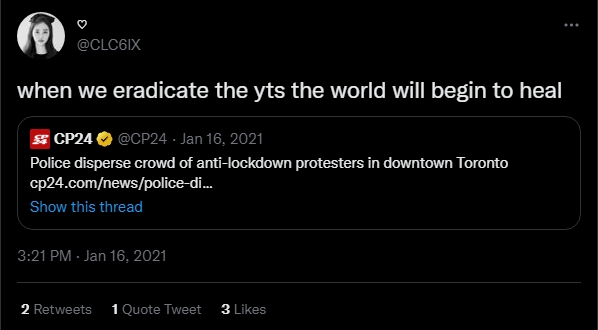 ♡
@CLC6IX
when we eradicate the yts the world will begin to heal
CP24 @CP24 · Jan 16, 2021
Police disperse crowd of anti-lockdown protesters in downtown Toronto
cp24.com/news/police-di...
Show this thread
3:21 PM · Jan 16, 2021
2 Retweets 1 Quote Tweet 3 Likes